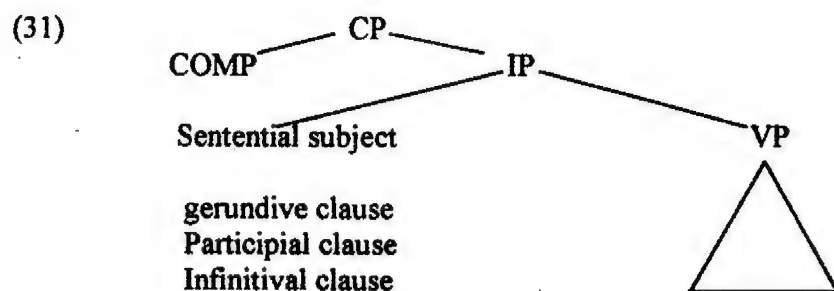 (31) CP
COMP IP
Sentential subject VP
gerundive clause
Participial clause
Infinitival clause